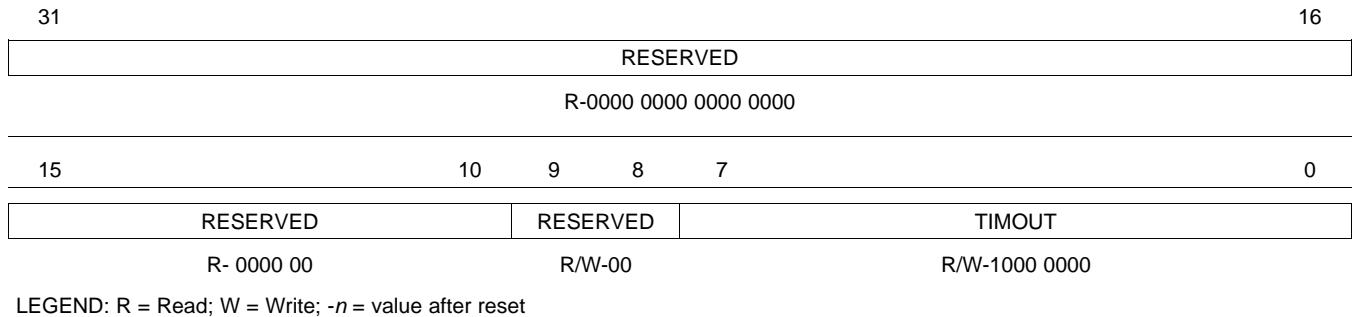 31 16
RESERVED
R-0000 0000 0000 0000
15 10 9 8 7 0
RESERVED RESERVED TIMOUT
R- 0000 00 R/W-00 R/W-1000 0000
LEGEND: R = Read; W = Write; -n = value after reset